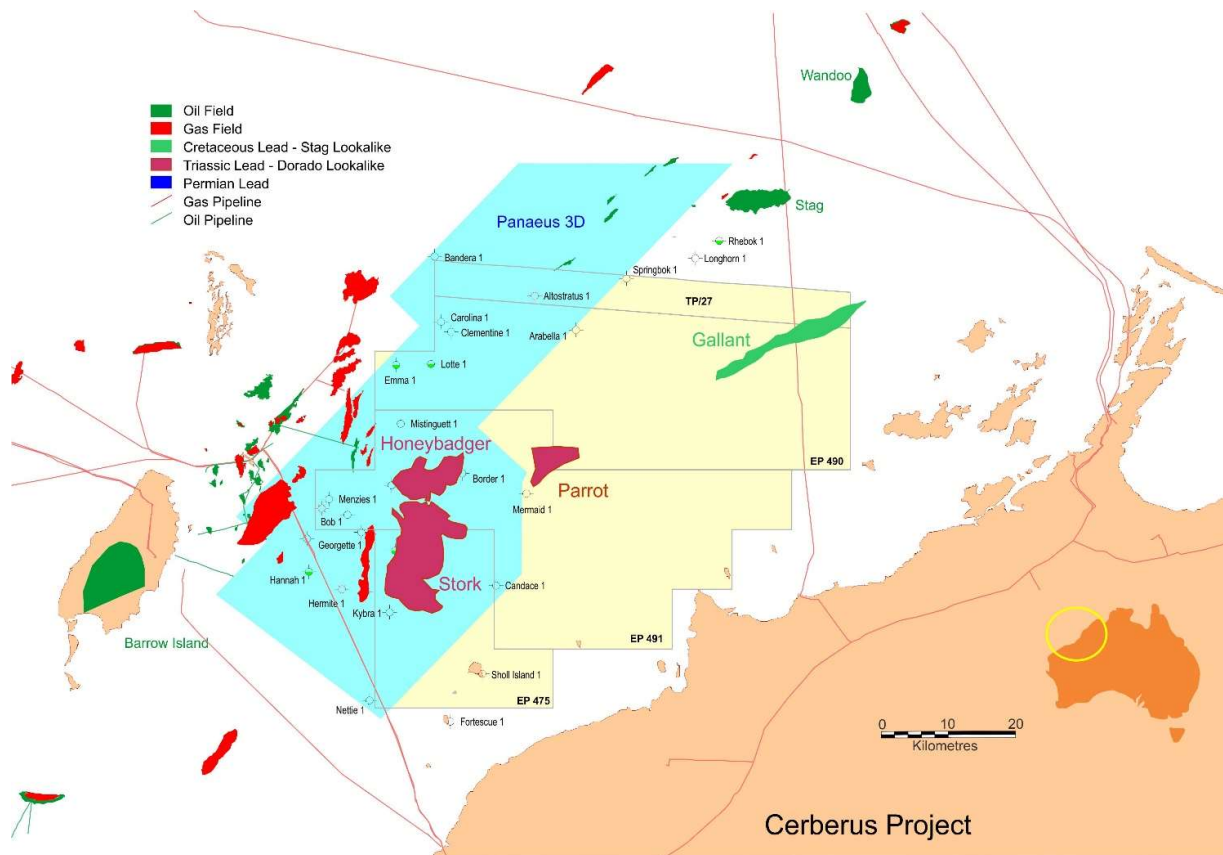 Wandoo
Oil Field
Gas Field
Cretaceous Lead - Stag Lookalike
Triassic Lead - Dorado Lookalike
Permian Lead
Gas Pipeline
Oil Pipeline
Stag
Panaeus 3D
Rhebok 1
Longhorn 1
Bandera 1
Springbok 1
Altostratus 1
TP/27
Carolina 1
Clementine 1
Arabella 1
Gallant
Emma 1
Lotte 1
Mistinguett 1
Honeybadger
EP 490
Border 1
Parrot
Menzies 1
Mermaid 1
Bob 1
Georgette 1
Hannah 1
Stork
Candace 1
Hermite 1
Kybra 1
Barrow Island
EP 491
Sholl Island 1
EP 475
Nettie 1
Fortescue 1
0 10 20
Kilometres
Cerberus Project